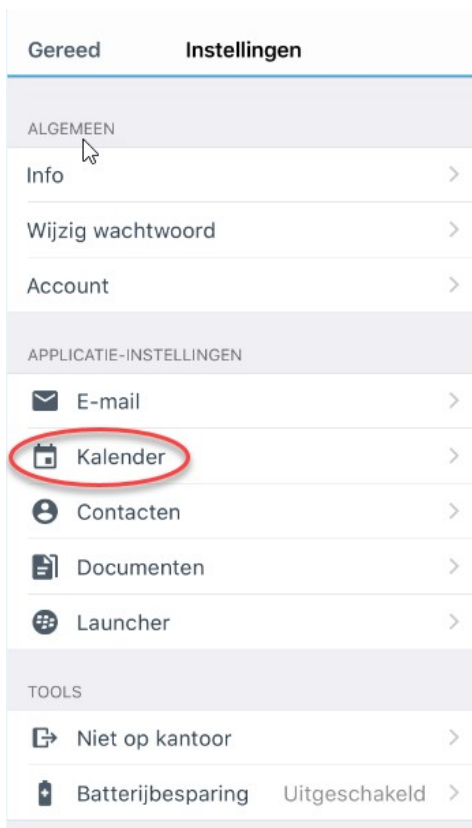 Gereed Instellingen
ALGEMEEN
Info
Wijzig wachtwoord
Account
APPLICATIE-INSTELLINGEN
E-mail
Kalender
Contacten
Documenten
Launcher
TOOLS
Niet op kantoor
Batterijbesparing Uitgeschakeld